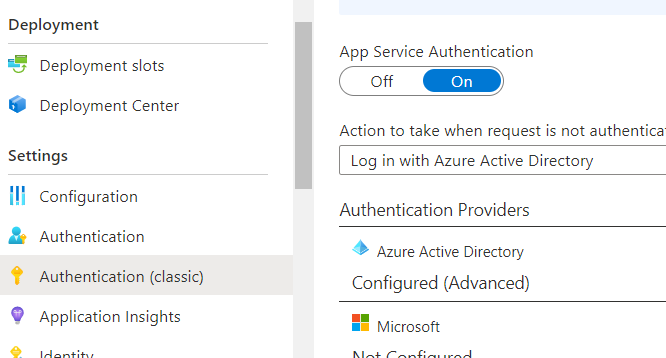 Deployment
Deployment slots
Deployment Center
Settings
Configuration
Authentication
Authentication (classic)
Application Insights
Identity
App Service Authentication
Off On
Action to take when request is not authentica
Log in with Azure Active Directory
Authentication Providers
Azure Active Directory
Configured (Advanced)
Microsoft
Not Configured